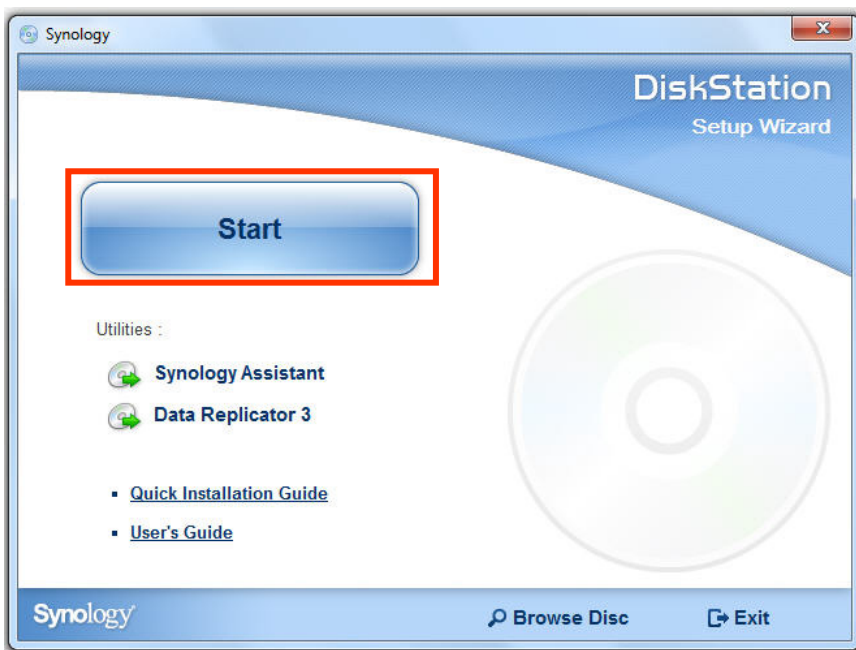 Synology
DiskStation
Setup Wizard
Start
Utilities :
Synology Assistant
Data Replicator 3
Quick Installation Guide
User's Guide
Synology
Browse Disc
Exit